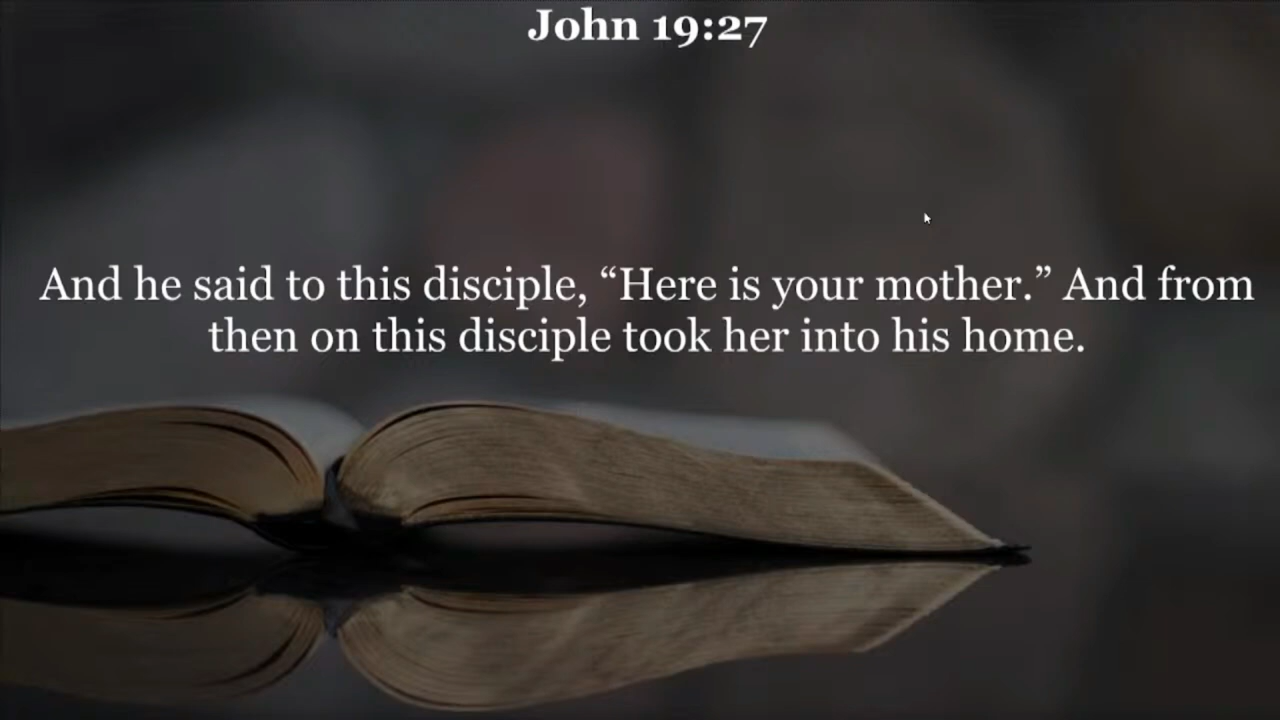 John 19:27
And he said to this disciple, “Here is your mother.” And from
then on this disciple took her into his home.